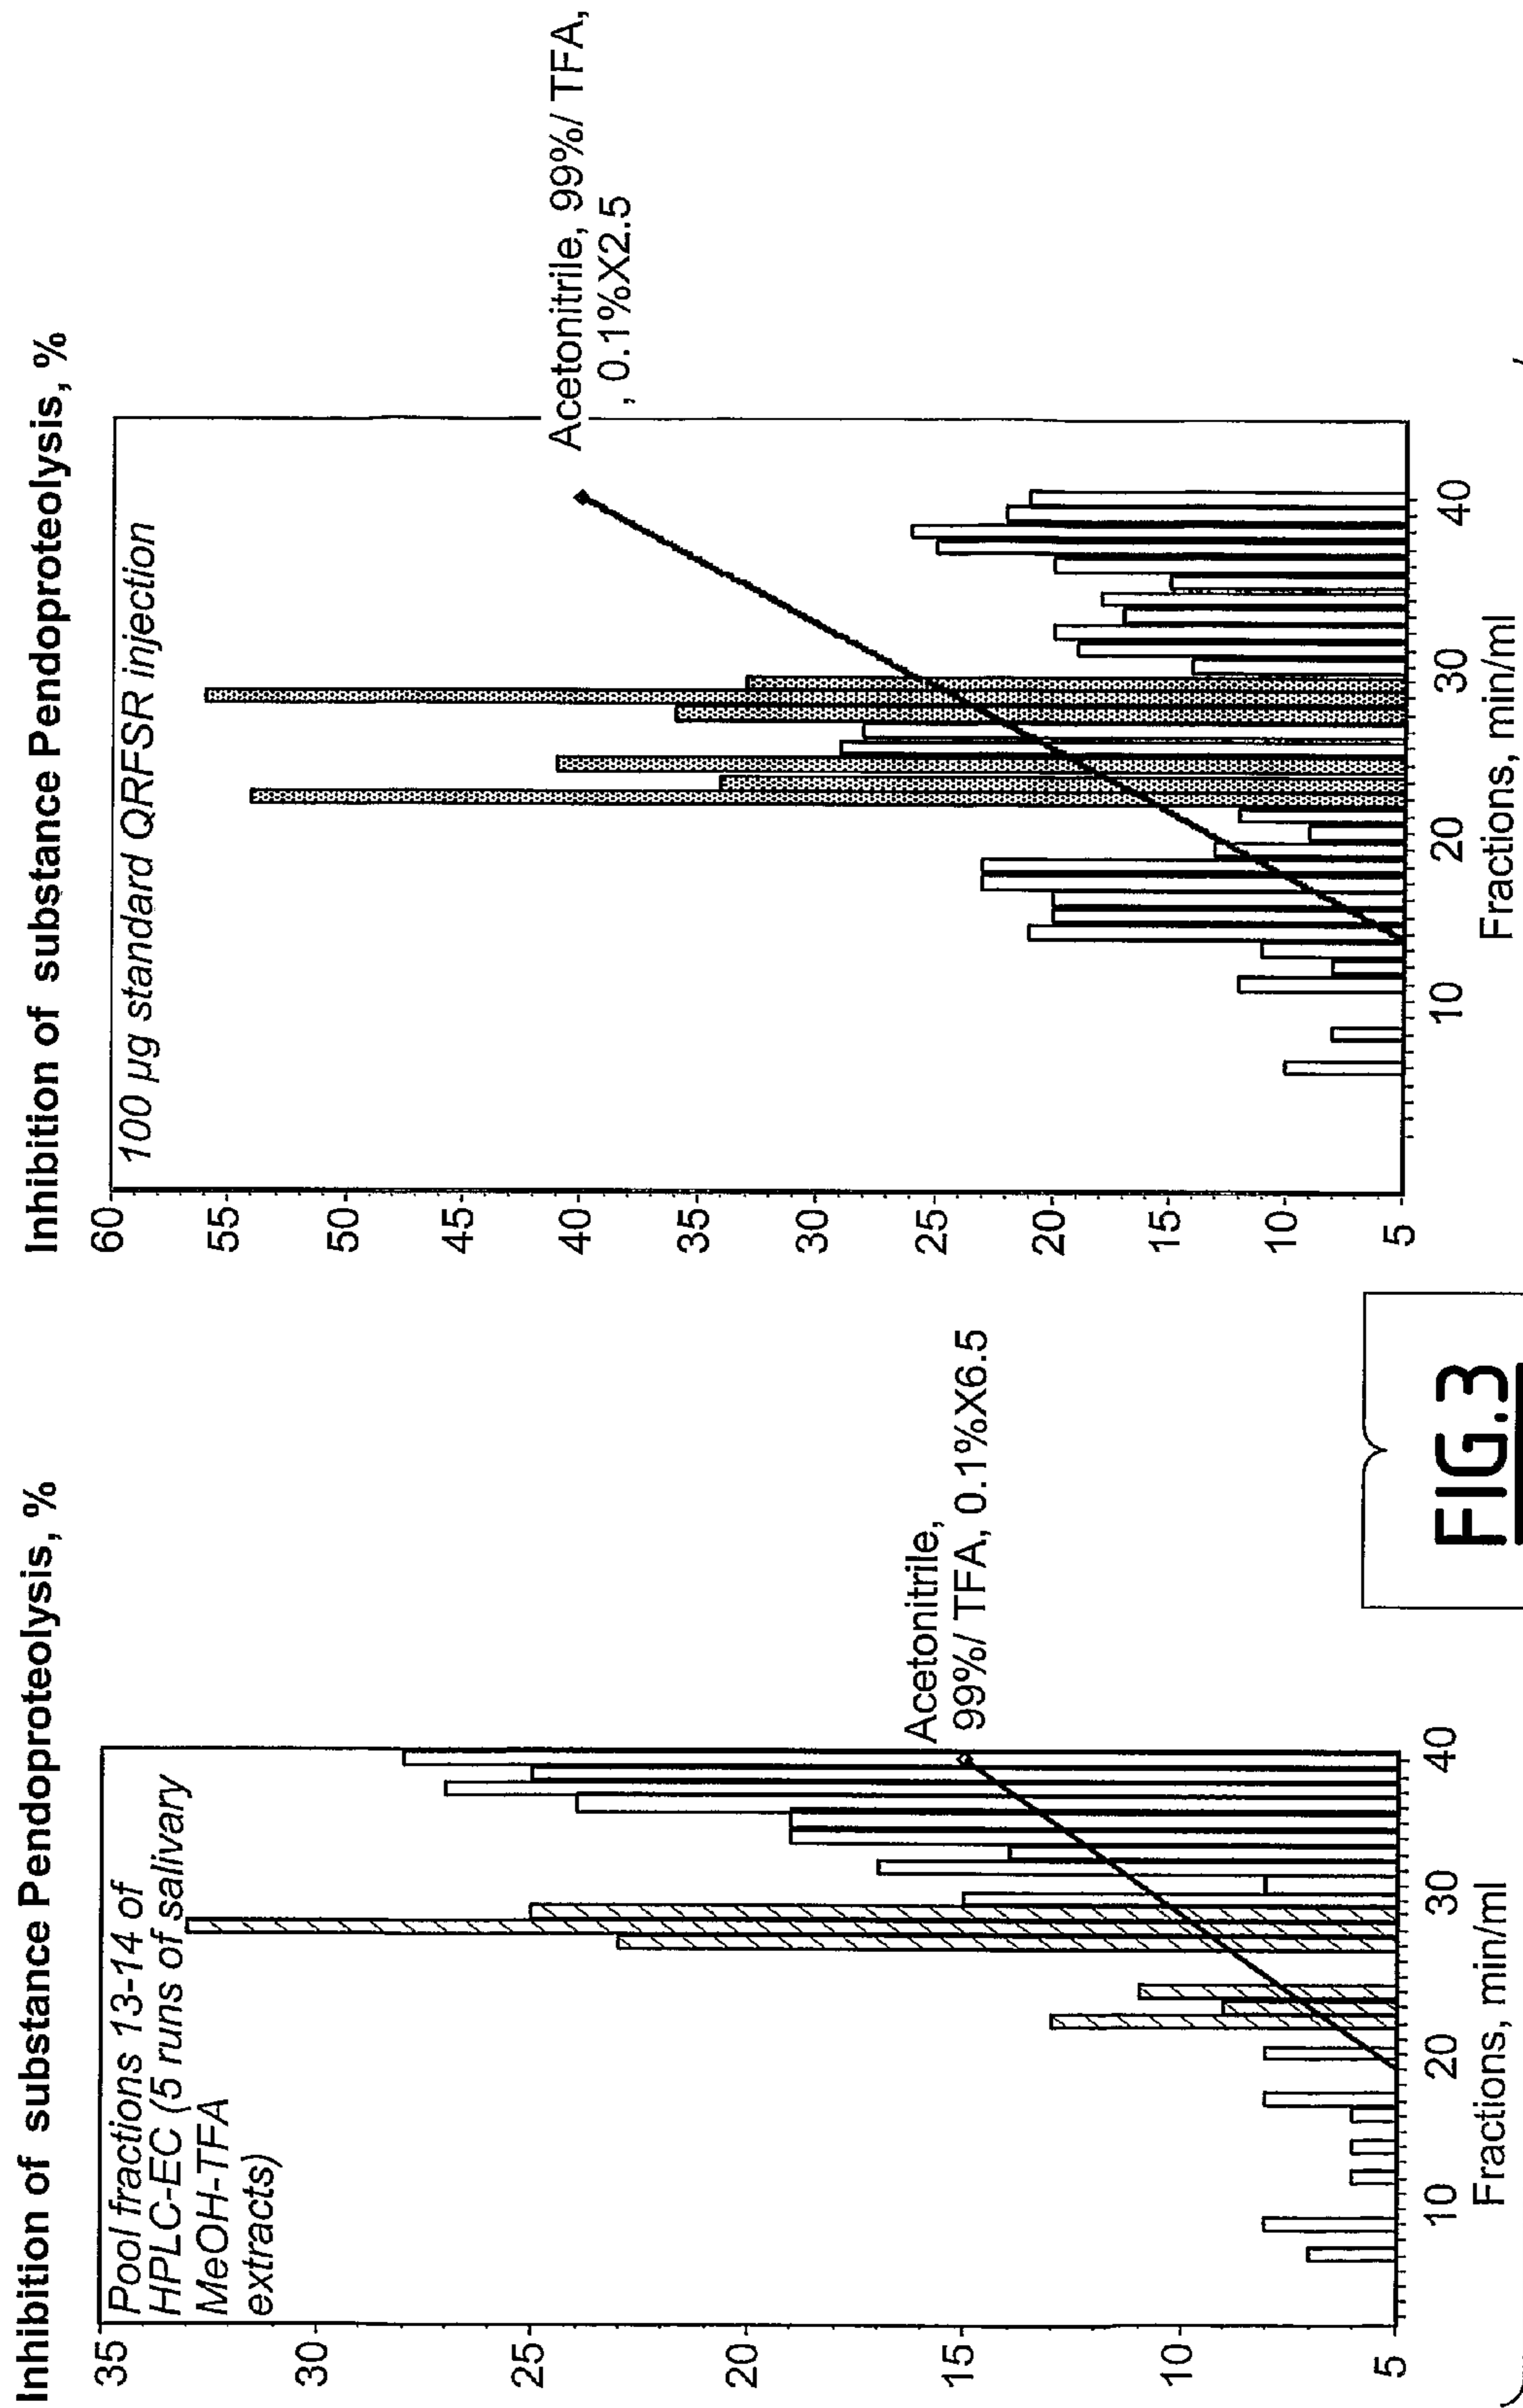 Inhibition of substance Pendoproteolysis, %
Pool fractions 13-14 of
HPLC-EC (5 runs of salivary
MeOH-TFA
extracts)
35
30
25
20
15
10
5
Acetonitrile,
99%/ TFA, 0.1%X6.5
10
20
30
40
Fractions, min/ml
Inhibition of substance Pendoproteolysis, %
100 µg standard QRFSR injection
60
55
50
45
40
35
30
25
20
15
10
5
Acetonitrile, 99%/ TFA,
, 0.1%X2.5
10
20
30
40
Fractions, min/ml
FIG.3